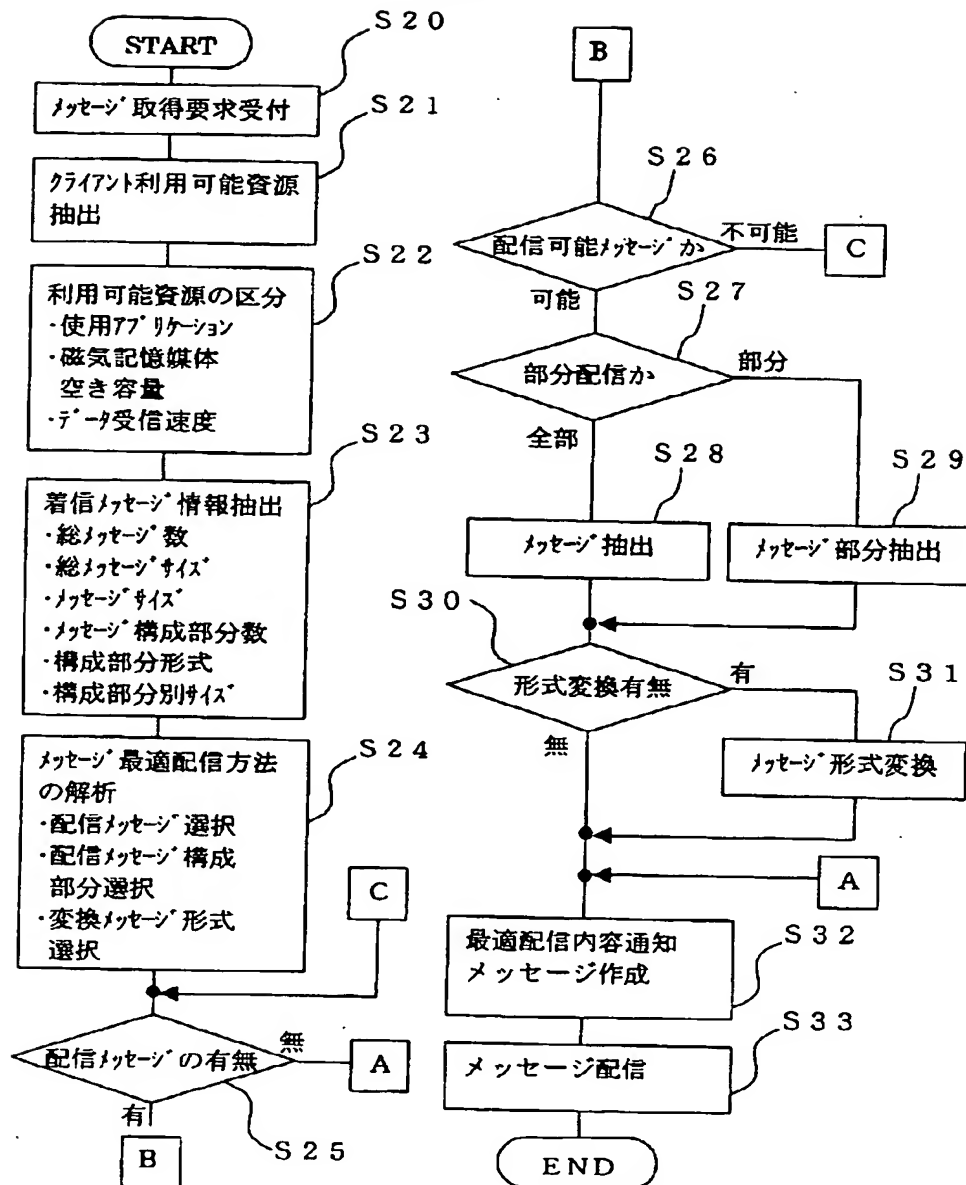 START
S20
メッセージ取得要求受付
S21
クライアント利用可能資源
抽出
S22
利用可能資源の区分
・使用アプリケーション
・磁気記憶媒体
空き容量
・データ受信速度
S23
着信メッセージ情報抽出
・総メッセージ数
・総メッセージサイズ
・メッセージサイズ
・メッセージ構成部分数
・構成部分形式
・構成部分別サイズ
S24
メッセージ最適配信方法
の解析
・配信メッセージ選択
・配信メッセージ構成
部分選択
・変換メッセージ形式
選択
C
配信メッセージの有無
無
A
有
S25
B
B
S26
配信可能メッセージか
不可能
C
可能
S27
部分配信か
部分
全部
S28
S29
メッセージ抽出
メッセージ部分抽出
S30
形式変換有無
有
S31
無
メッセージ形式変換
A
最適配信内容通知
メッセージ作成
S32
S33
メッセージ配信
END